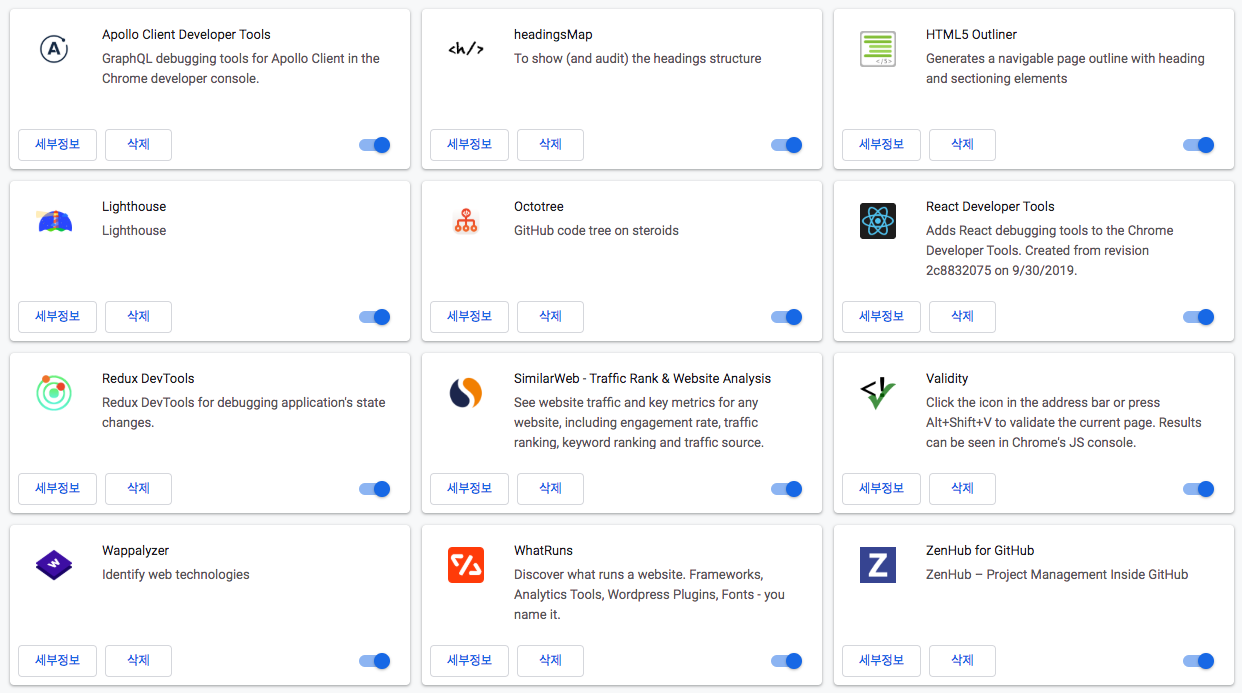 Apollo Client Developer Tools
GraphQL debugging tools for Apollo Client in the
Chrome developer console.
세부정보
삭제
<h/>
headingsMap
To show (and audit) the headings structure
세부정보
삭제
</5>
HTML5 Outliner
Generates a navigable page outline with heading
and sectioning elements
세부정보
삭제
Lighthouse
Lighthouse
세부정보
삭제
Octotree
GitHub code tree on steroids
세부정보
삭제
React Developer Tools
Adds React debugging tools to the Chrome
Developer Tools. Created from revision
2c8832075 on 9/30/2019.
세부정보
삭제
Redux DevTools
Redux DevTools for debugging application's state
changes.
세부정보
삭제
SimilarWeb - Traffic Rank & Website Analysis
See website traffic and key metrics for any
website, including engagement rate, traffic
ranking, keyword ranking and traffic source.
세부정보
삭제
Validity
Click the icon in the address bar or press
Alt+Shift+V to validate the current page. Results
can be seen in Chrome's JS console.
세부정보
삭제
W
Wappalyzer
Identify web technologies
세부정보
삭제
WhatRuns
Discover what runs a website. Frameworks,
Analytics Tools, Wordpress Plugins, Fonts - you
name it.
세부정보
삭제
Z
ZenHub for GitHub
ZenHub – Project Management Inside GitHub
세부정보
삭제